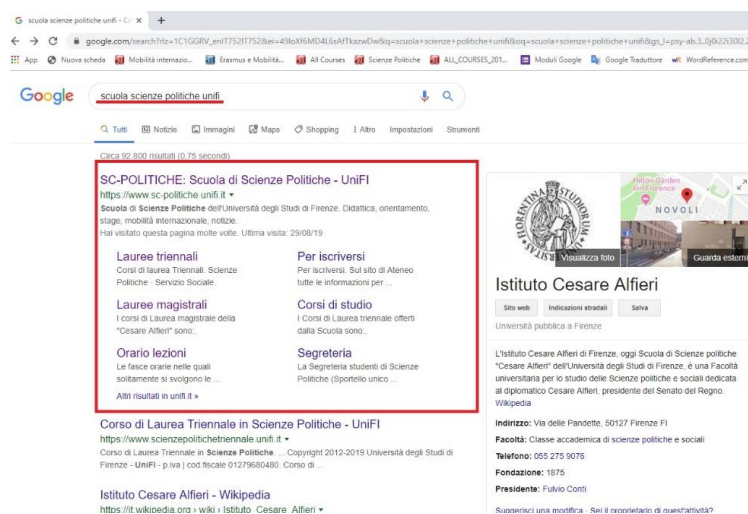 scuola scienze politiche unifi - C
google.com/search?rlz=1C1GGRV_enIT752IT752&ei=49IoXf6MD4L6sAfTkazwDw&q=scuola+scienze+politiche+unifi&oq=scuola+scienze+politiche+unifi&gs_l=psy-ab.3..0j0i22i30l2.2
App Nuova scheda Mobilità internazio... Erasmus e Mobilità... All Courses Scienze Politiche ALL_COURSES_201... Moduli Google Google Traduttore WordReference.com
Google
scuola scienze politiche unifi
Tutti Notizie Immagini Maps Shopping Altro Impostazioni Strumenti
Circa 92.800 risultati (0,75 secondi)
SC-POLITICHE: Scuola di Scienze Politiche - UniFI
https://www.sc-politiche.unifi.it
Scuola di Scienze Politiche dell'Università degli Studi di Firenze. Didattica, orientamento,
stage, mobilità internazionale, notizie.
Hai visitato questa pagina molte volte. Ultima visita: 29/08/19
Lauree triennali
Corsi di laurea Triennali. Scienze
Politiche · Servizio Sociale.
Per iscriversi
Per iscriversi. Sul sito di Ateneo
tutte le informazioni per ...
Lauree magistrali
I corsi di Laurea magistrale della
"Cesare Alfieri" sono:.
Corsi di studio
I Corsi di Laurea triennale offerti
dalla Scuola sono:.
Orario lezioni
Le fasce orarie nelle quali
solitamente si svolgono le ...
Segreteria
La Segreteria studenti di Scienze
Politiche (Sportello unico ...
Altri risultati in unifi.it »
Corso di Laurea Triennale in Scienze Politiche - UniFI
https://www.scienzepolitichetriennale.unifi.it
Corso di Laurea Triennale in Scienze Politiche. ... Copyright 2012-2019 Università degli Studi di
Firenze - UniFI - p.iva | cod fiscale 01279680480. Corso di ...
Istituto Cesare Alfieri - Wikipedia
https://it.wikipedia.org › wiki › Istituto_Cesare_Alfieri
Hilton Garden
Inn Florence
NOVOLI
Visualizza foto
Guarda esterni
Istituto Cesare Alfieri
Sito web Indicazioni stradali Salva
Università pubblica a Firenze
L'Istituto Cesare Alfieri di Firenze, oggi Scuola di Scienze politiche
"Cesare Alfieri" dell'Università degli Studi di Firenze, è una Facoltà
universitaria per lo studio delle Scienze politiche e sociali dedicata
al diplomatico Cesare Alfieri, presidente del Senato del Regno.
Wikipedia
Indirizzo: Via delle Pandette, 50127 Firenze FI
Facoltà: Classe accademica di scienze politiche e sociali
Telefono: 055 275 9076
Fondazione: 1875
Presidente: Fulvio Conti
Suggerisci una modifica · Sei il proprietario di quest'attività?